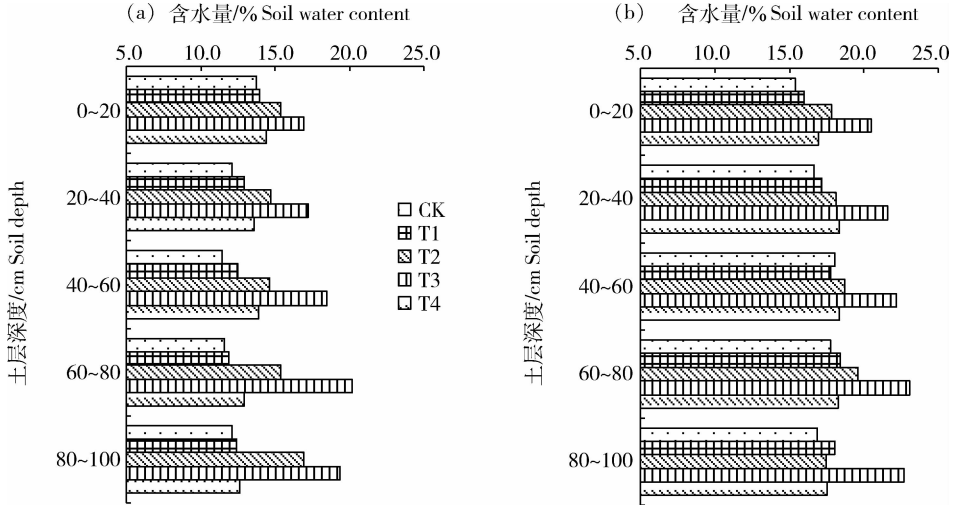 (a) 含水量/% Soil water content
5.0 10.0 15.0 20.0 25.0
土层深度/cm Soil depth
0~20
20~40
40~60
60~80
80~100
CK
T1
T2
T3
T4
(b) 含水量/% Soil water content
5.0 10.0 15.0 20.0 25.0
土层深度/cm Soil depth
0~20
20~40
40~60
60~80
80~100